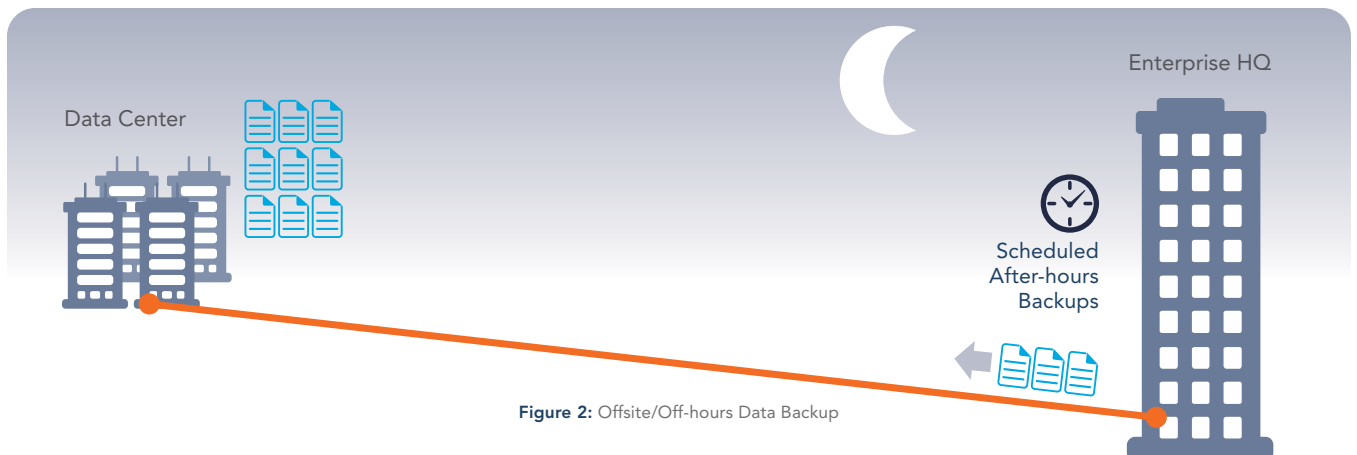 Enterprise HQ
Data Center
Scheduled
After-hours
Backups
Figure 2: Offsite/Off-hours Data Backup